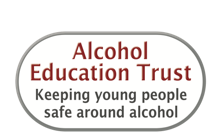 Alcohol
Education Trust
Keeping young people
safe around alcohol